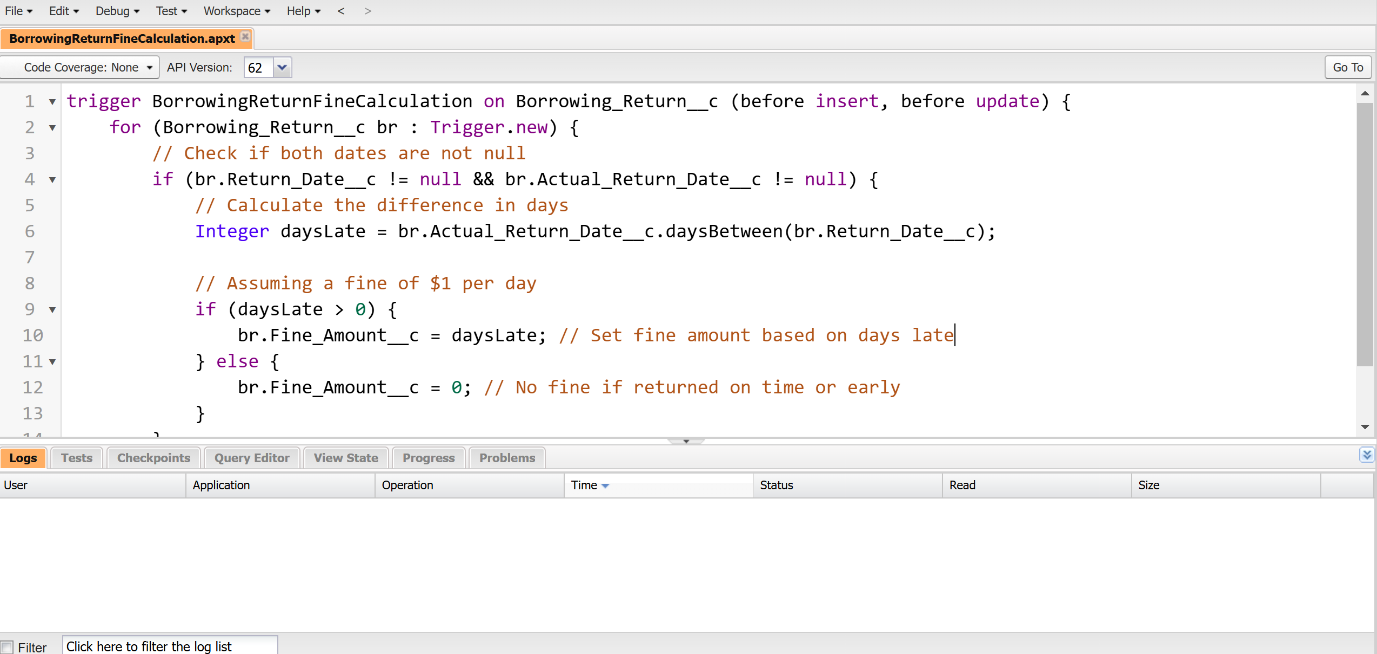 File Edit Debug Test Workspace Help < >
BorrowingReturnFineCalculation.apxt
Code Coverage: None API Version: 62 Go To
1 trigger BorrowingReturnFineCalculation on Borrowing_Return__c (before insert, before update) {
2 for (Borrowing_Return__c br : Trigger.new) {
3 // Check if both dates are not null
4 if (br.Return_Date__c != null && br.Actual_Return_Date__c != null) {
5 // Calculate the difference in days
6 Integer daysLate = br.Actual_Return_Date__c.daysBetween(br.Return_Date__c);
7
8 // Assuming a fine of $1 per day
9 if (daysLate > 0) {
10 br.Fine_Amount__c = daysLate; // Set fine amount based on days late
11 } else {
12 br.Fine_Amount__c = 0; // No fine if returned on time or early
13 }
14 }
Logs Tests Checkpoints Query Editor View State Progress Problems
User Application Operation Time Status Read Size
Filter Click here to filter the log list